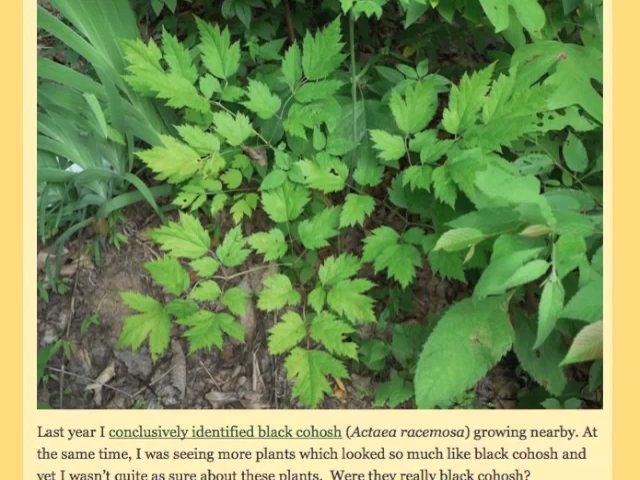 Last year I conclusively identified black cohosh (Actaea racemosa) growing nearby. At
the same time, I was seeing more plants which looked so much like black cohosh and
yet I wasn't quite as sure about these plants.  Were they really black cohosh?